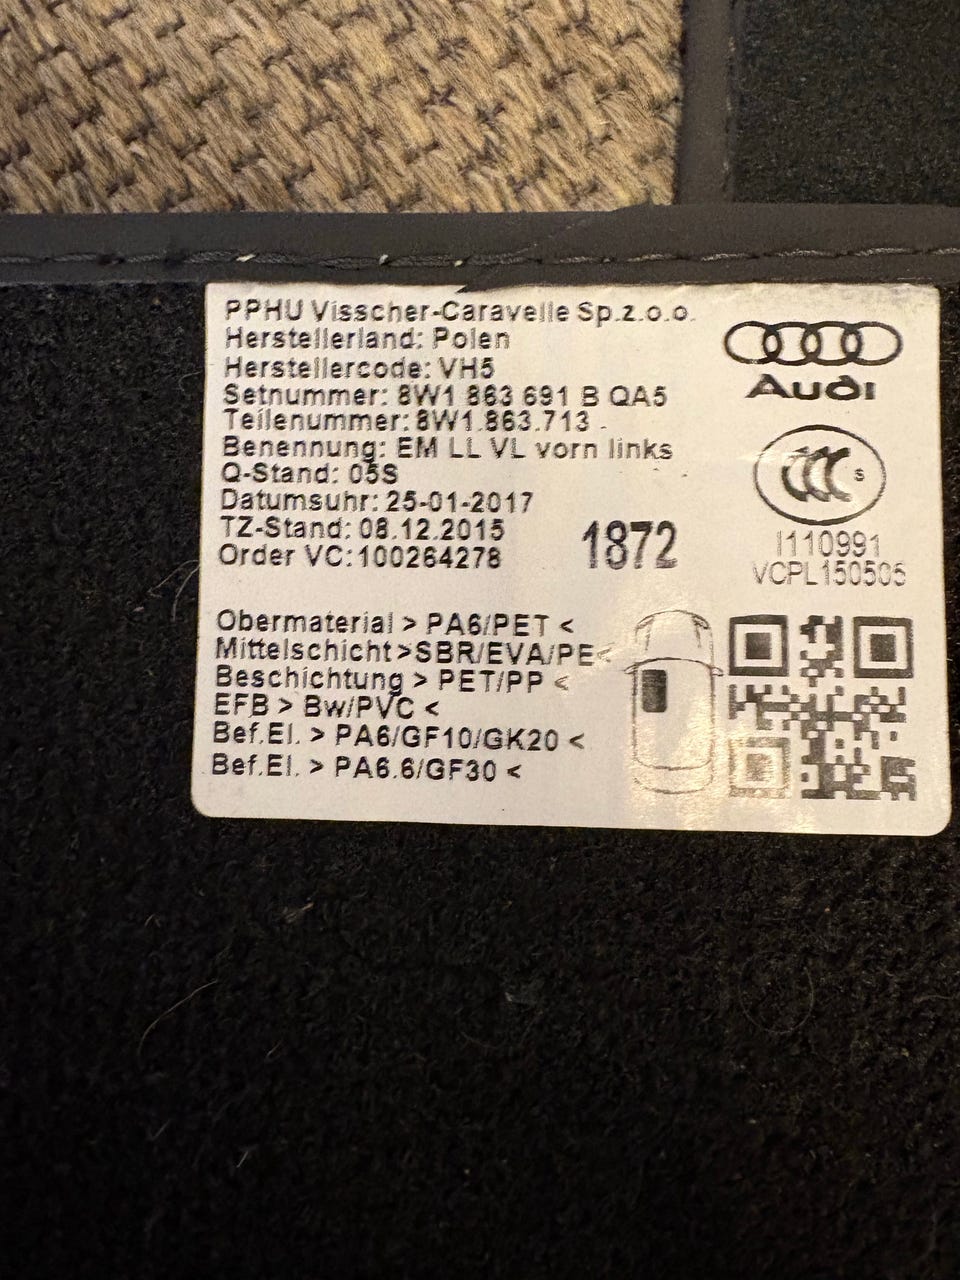 PPHU Visscher-Caravelle Sp.z.o.o.
Herstellerland: Polen
Herstellercode: VH5
Setnummer: 8W1 863 691 B QA5
Teilenummer: 8W1.863.713 -
Benennung: EM LL VL vorn links
Q-Stand: 05S
Datumsuhr: 25-01-2017
TZ-Stand: 08.12.2015
Order VC: 100264278
1872
Audi
CCC S
I110991
VCPL150505
Obermaterial > PA6/PET <
Mittelschicht >SBR/EVA/PE<
Beschichtung > PET/PP <
EFB > Bw/PVC <
Bef.El. > PA6/GF10/GK20 <
Bef.El. > PA6.6/GF30 <